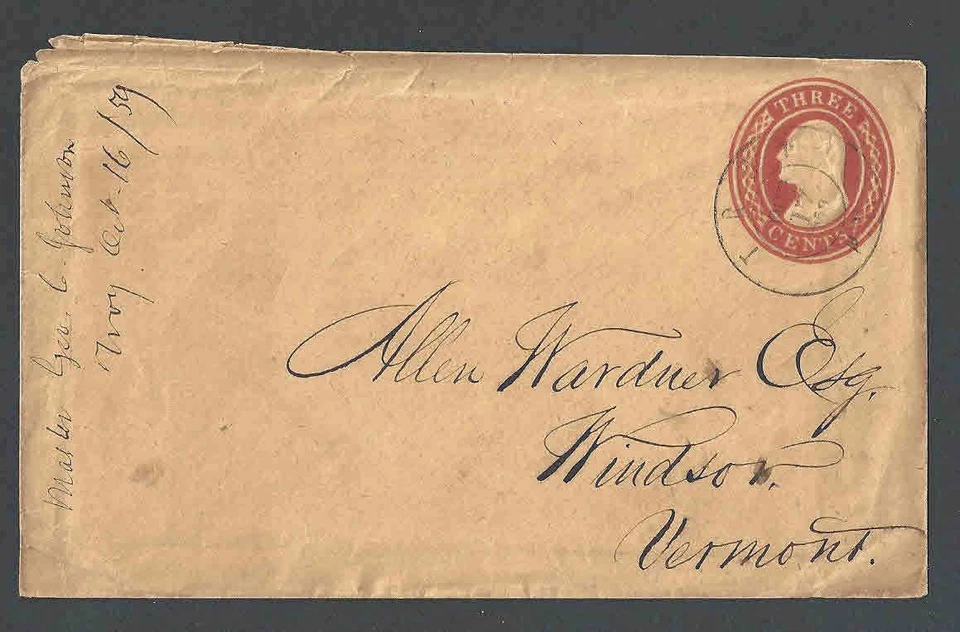 THREE
CENTS
Allen Wardner Esq.
Windsor.
Vermont.
Master Geo. C. Johnson
Troy Oct. 16/59